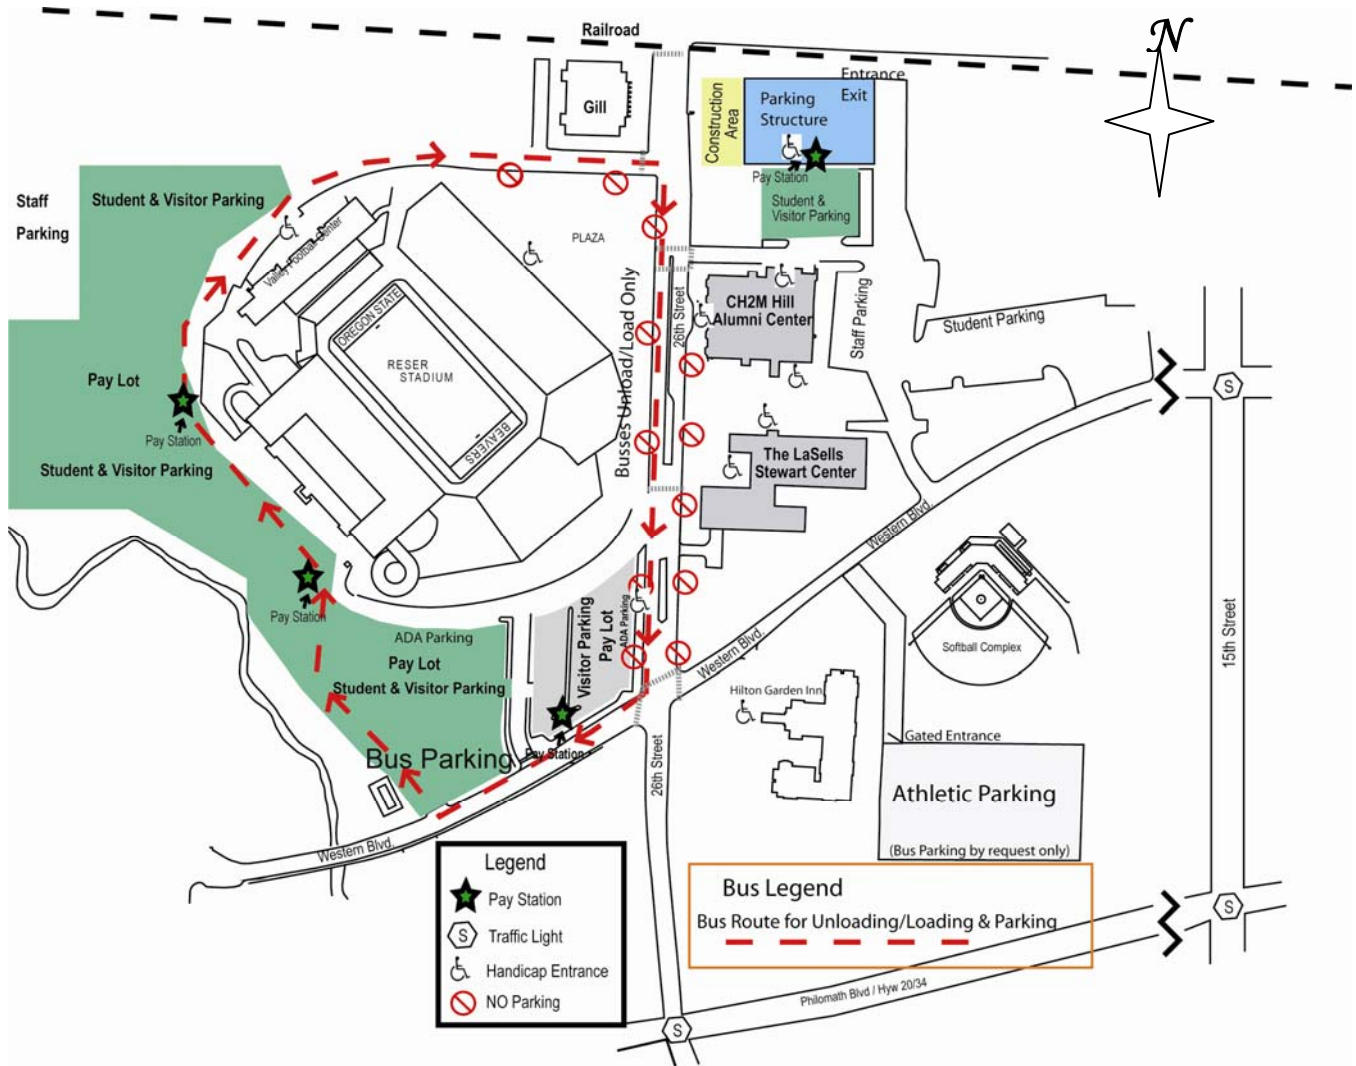 Railroad
N
Gill
Construction
Area
Entrance
Exit
Parking
Structure
Pay Station
Student &
Visitor Parking
Staff
Parking
Student & Visitor Parking
Valley Football Center
PLAZA
OREGON STATE
RESER
STADIUM
BEAVERS
Busses Unload/Load Only
26th Street
CH2M Hill
Alumni Center
Staff Parking
Student Parking
Pay Lot
Pay Station
Student & Visitor Parking
The LaSells
Stewart Center
Western Blvd.
S
15th Street
Softball Complex
Pay Station
ADA Parking
Pay Lot
Student & Visitor Parking
Bus Parking
Visitor Parking
Pay Lot
ADA Parking
Pay Station
Western Blvd.
Hilton Garden Inn
Gated Entrance
Athletic Parking
(Bus Parking by request only)
26th Street
Western Blvd.
Legend
Pay Station
S Traffic Light
Handicap Entrance
NO Parking
Bus Legend
Bus Route for Unloading/Loading & Parking
S
Philomath Blvd / Hyw 20/34
S